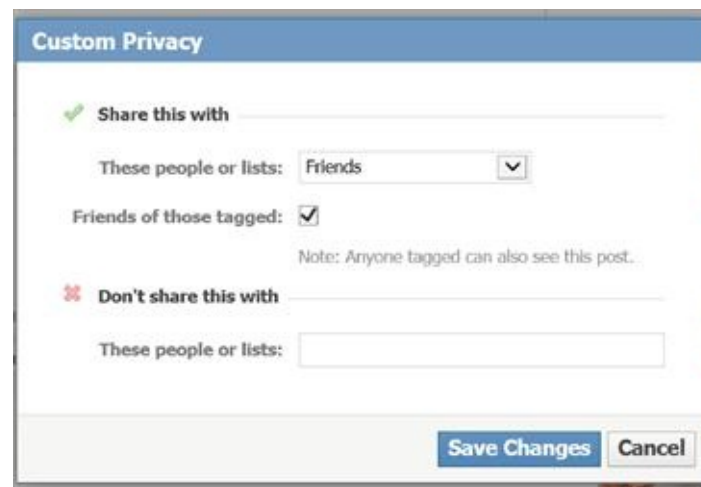 Custom Privacy
Share this with
These people or lists: Friends
Friends of those tagged:
Note: Anyone tagged can also see this post.
Don't share this with
These people or lists:
Save Changes Cancel